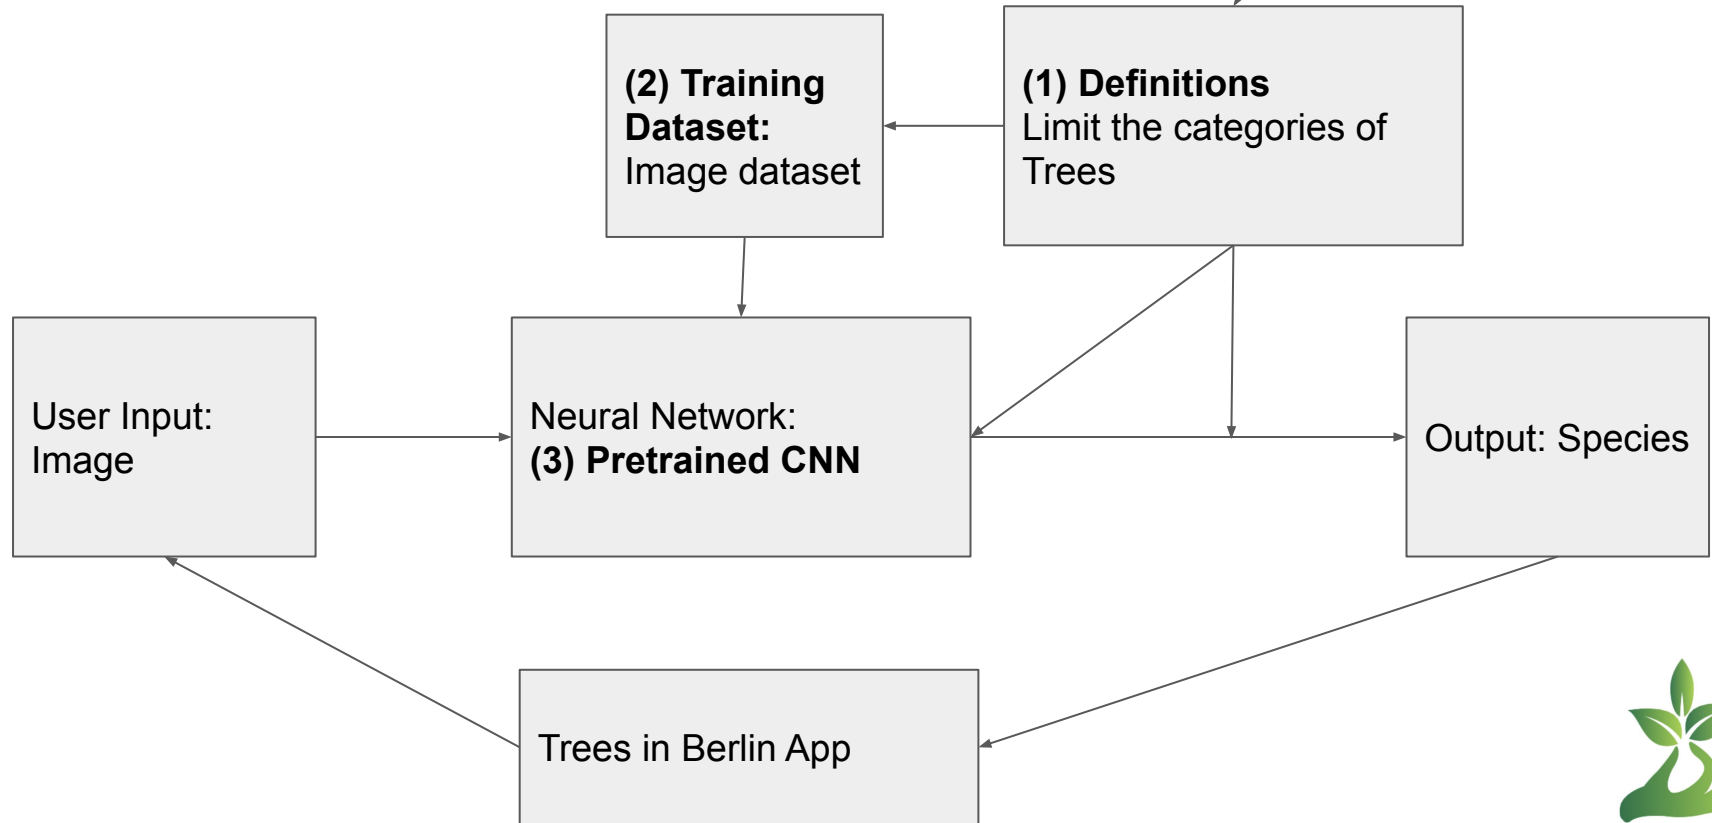 (2) Training
Dataset:
Image dataset
(1) Definitions
Limit the categories of
Trees
User Input:
Image
Neural Network:
(3) Pretrained CNN
Output: Species
Trees in Berlin App